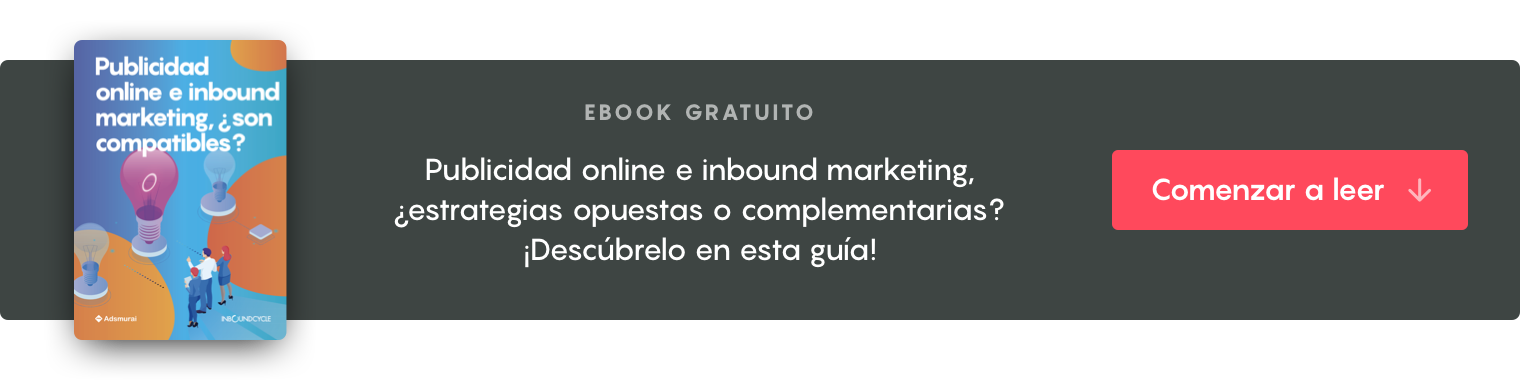 Publicidad
online e inbound
marketing, ¿son
compatibles?
Adsmurai
INBOUNDCYCLE
EBOOK GRATUITO
Publicidad online e inbound marketing,
¿estrategias opuestas o complementarias?
¡Descúbrelo en esta guía!
Comenzar a leer